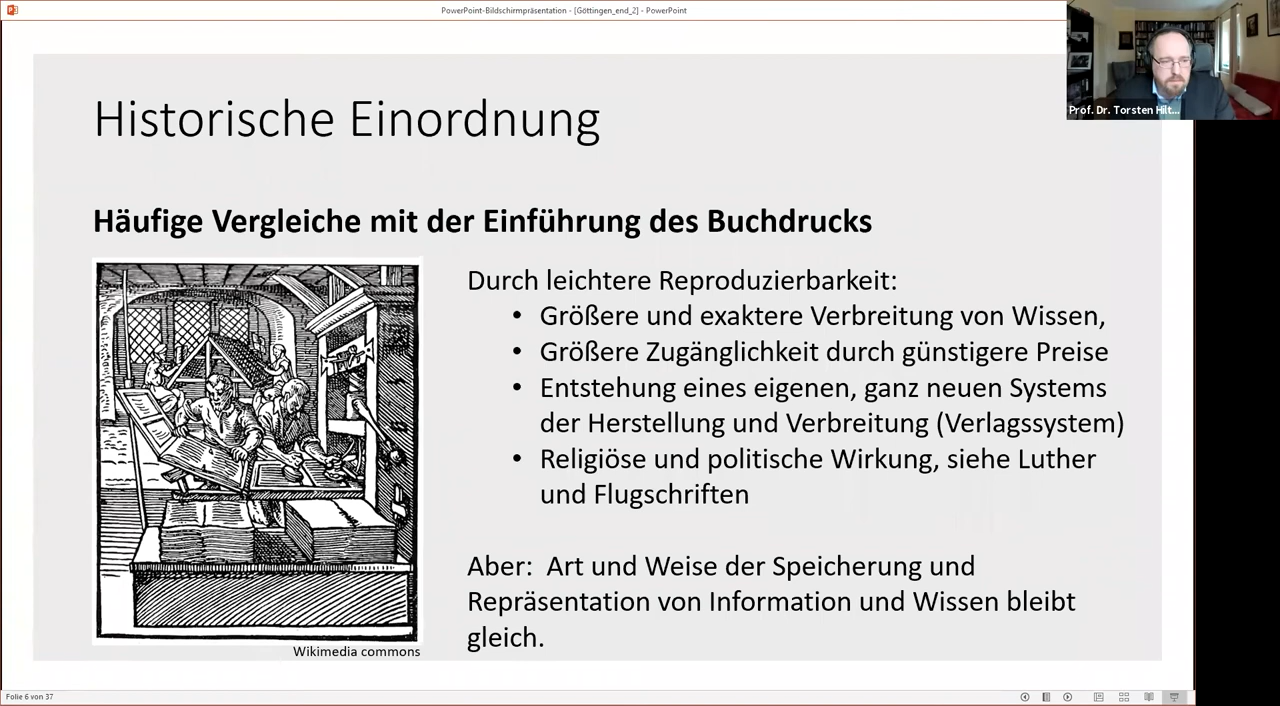 PowerPoint-Bildschirmpräsentation - [Göttingen_end_2] - PowerPoint
Prof. Dr. Torsten Hilt...
Historische Einordnung
Häufige Vergleiche mit der Einführung des Buchdrucks
Durch leichtere Reproduzierbarkeit:
• Größere und exaktere Verbreitung von Wissen,
• Größere Zugänglichkeit durch günstigere Preise
• Entstehung eines eigenen, ganz neuen Systems
der Herstellung und Verbreitung (Verlagssystem)
• Religiöse und politische Wirkung, siehe Luther
und Flugschriften
Aber:  Art und Weise der Speicherung und
Repräsentation von Information und Wissen bleibt
gleich.
Wikimedia commons
Folie 6 von 37